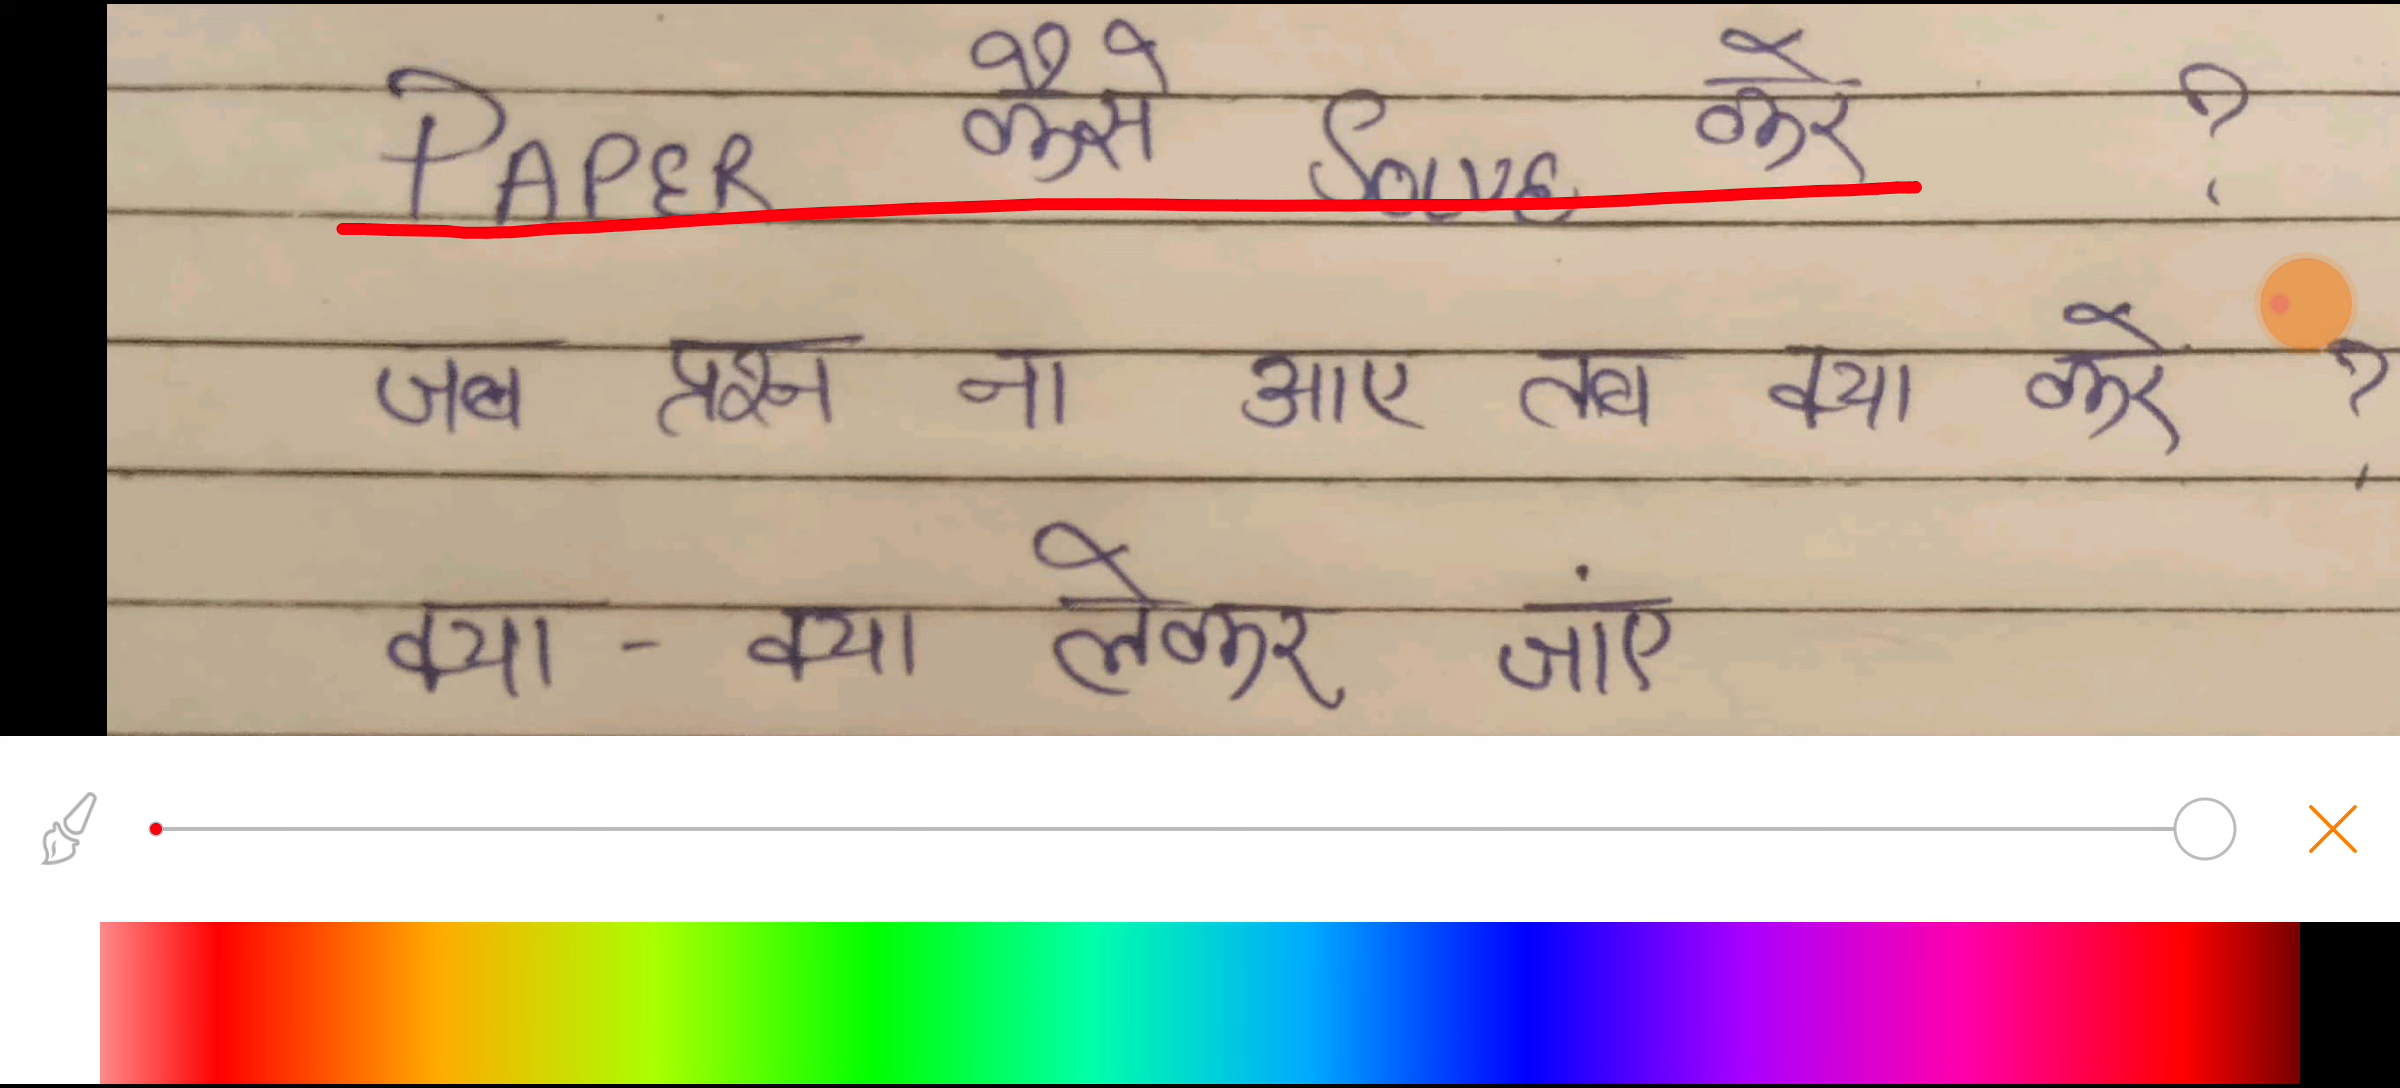 PAPER कैसे SOLVE करे ?
जब प्रश्न ना आए तब क्या करे ?
क्या - क्या लेकर जांए